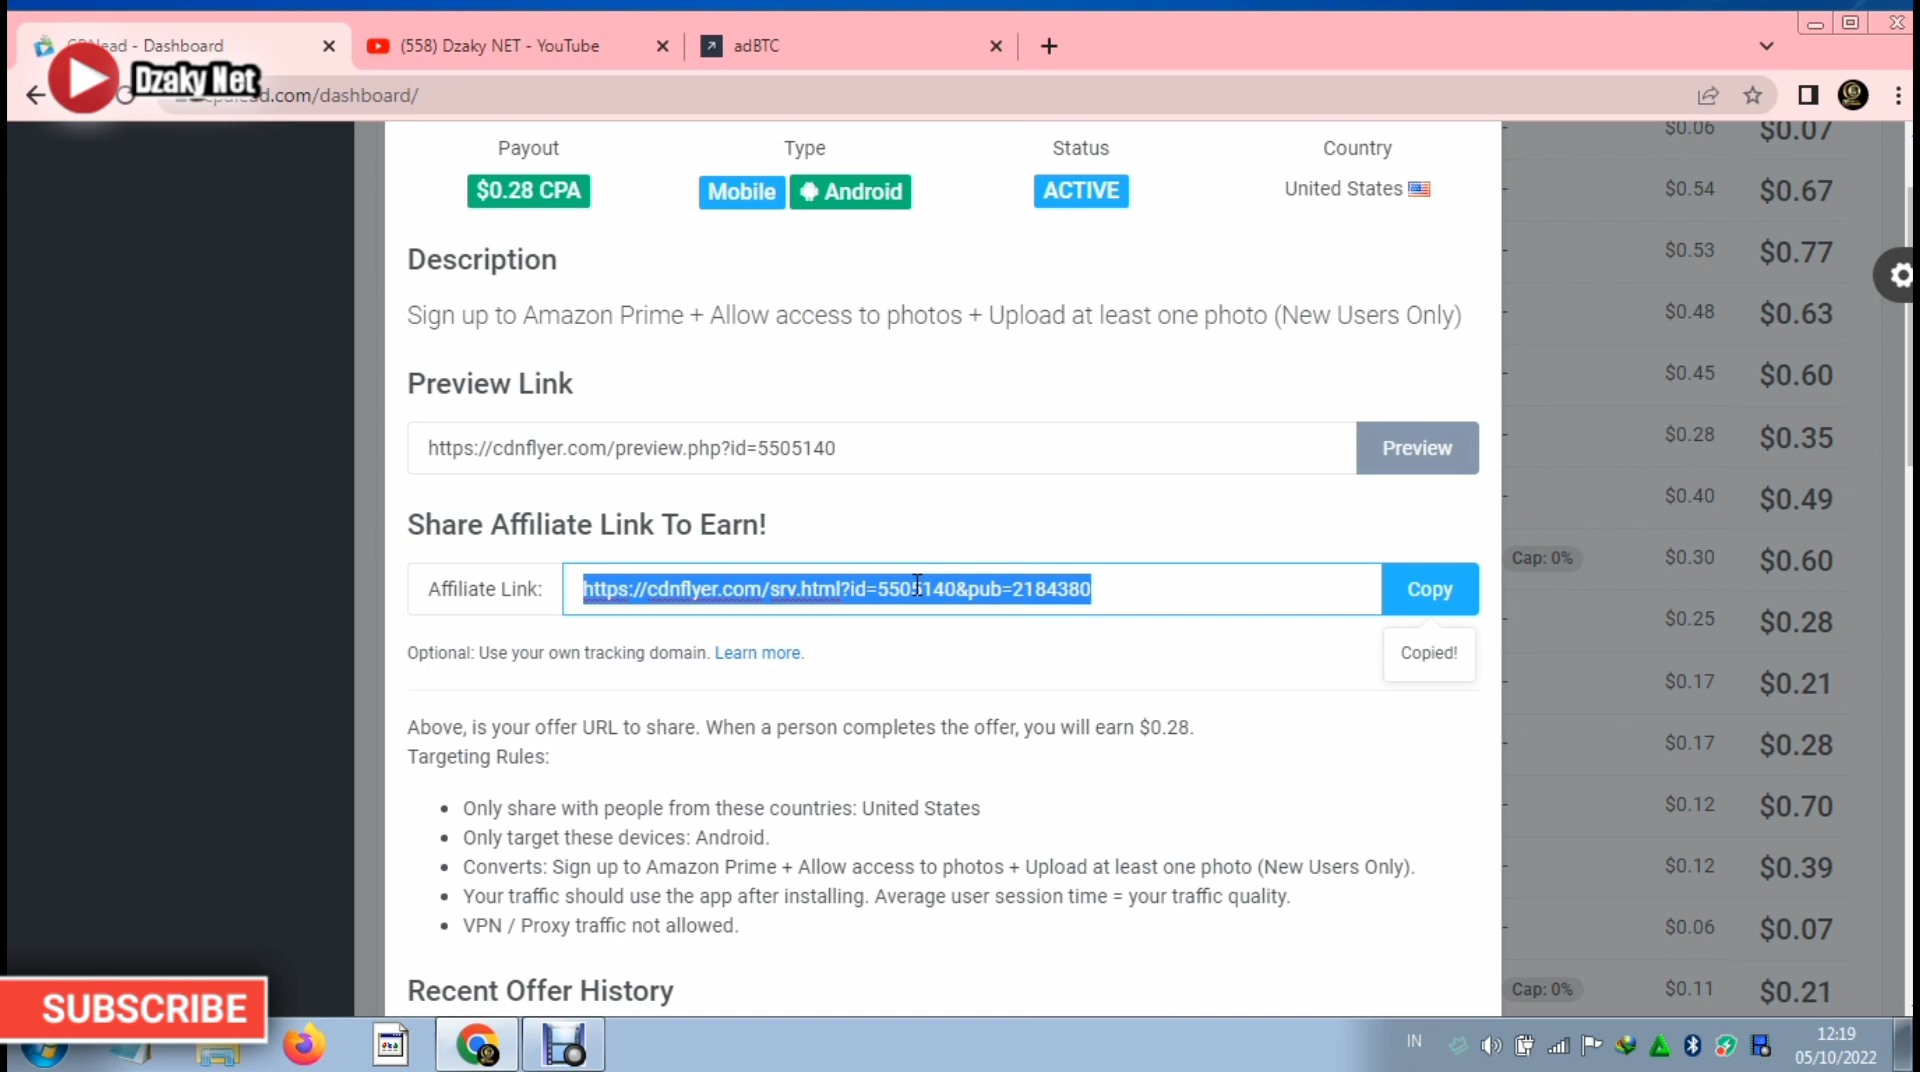 - Dashboard
(558) Dzaky NET - YouTube
adBTC
Dzaky Net
.com/dashboard/
Payout
Type
Status
Country
$0.28 CPA
Mobile
Android
ACTIVE
United States
Description
Sign up to Amazon Prime + Allow access to photos + Upload at least one photo (New Users Only)
Preview Link
https://cdnflyer.com/preview.php?id=5505140
Preview
Share Affiliate Link To Earn!
Affiliate Link:
https://cdnflyer.com/srv.html?id=5505140&pub=2184380
Copy
Copied!
Optional: Use your own tracking domain. Learn more.
Above, is your offer URL to share. When a person completes the offer, you will earn $0.28.
Targeting Rules:
• Only share with people from these countries: United States
• Only target these devices: Android.
• Converts: Sign up to Amazon Prime + Allow access to photos + Upload at least one photo (New Users Only).
• Your traffic should use the app after installing. Average user session time = your traffic quality.
• VPN / Proxy traffic not allowed.
Recent Offer History
- $0.06 $0.07
- $0.54 $0.67
- $0.53 $0.77
- $0.48 $0.63
- $0.45 $0.60
- $0.28 $0.35
- $0.40 $0.49
Cap: 0% $0.30 $0.60
- $0.25 $0.28
- $0.17 $0.21
- $0.17 $0.28
- $0.12 $0.70
- $0.12 $0.39
- $0.06 $0.07
Cap: 0% $0.11 $0.21
SUBSCRIBE
IN
12:19
05/10/2022